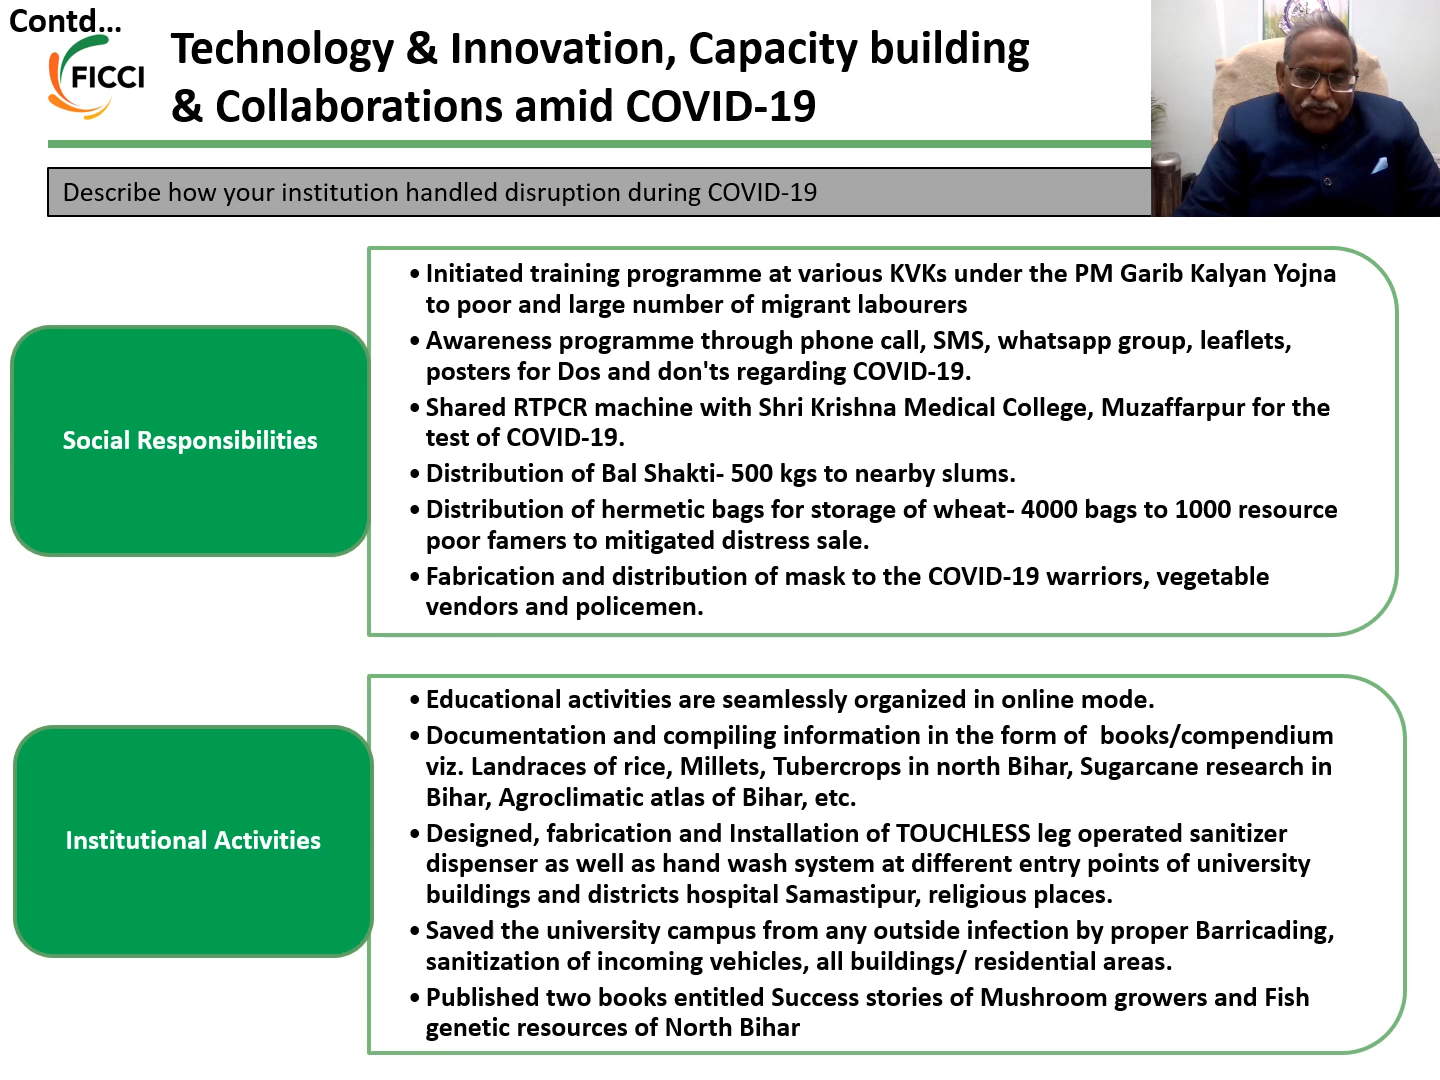 Contd...
FICCI
Technology & Innovation, Capacity building
& Collaborations amid COVID-19
Describe how your institution handled disruption during COVID-19
Social Responsibilities
• Initiated training programme at various KVKs under the PM Garib Kalyan Yojna
to poor and large number of migrant labourers
• Awareness programme through phone call, SMS, whatsapp group, leaflets,
posters for Dos and don'ts regarding COVID-19.
• Shared RTPCR machine with Shri Krishna Medical College, Muzaffarpur for the
test of COVID-19.
• Distribution of Bal Shakti- 500 kgs to nearby slums.
• Distribution of hermetic bags for storage of wheat- 4000 bags to 1000 resource
poor famers to mitigated distress sale.
• Fabrication and distribution of mask to the COVID-19 warriors, vegetable
vendors and policemen.
Institutional Activities
• Educational activities are seamlessly organized in online mode.
• Documentation and compiling information in the form of  books/compendium
viz. Landraces of rice, Millets, Tubercrops in north Bihar, Sugarcane research in
Bihar, Agroclimatic atlas of Bihar, etc.
• Designed, fabrication and Installation of TOUCHLESS leg operated sanitizer
dispenser as well as hand wash system at different entry points of university
buildings and districts hospital Samastipur, religious places.
• Saved the university campus from any outside infection by proper Barricading,
sanitization of incoming vehicles, all buildings/ residential areas.
• Published two books entitled Success stories of Mushroom growers and Fish
genetic resources of North Bihar